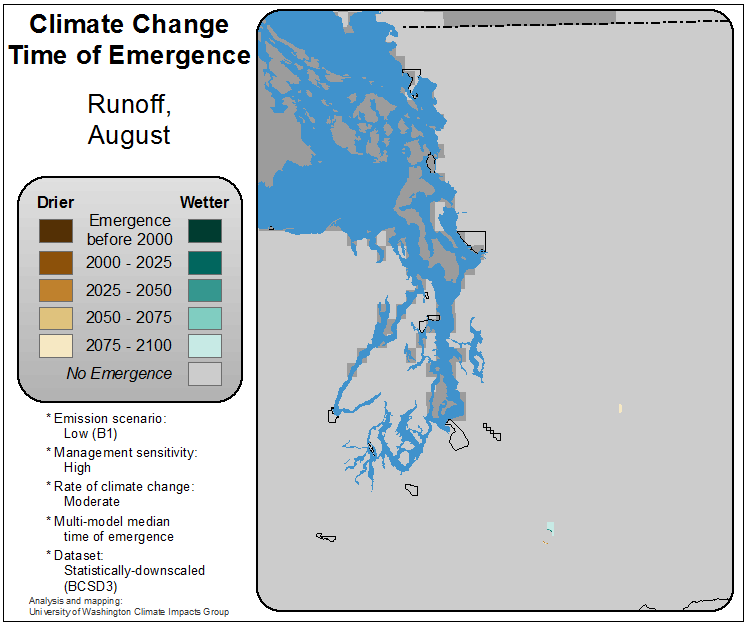 Climate Change
Time of Emergence
Runoff,
August
Drier
Wetter
Emergence
before 2000
2000 - 2025
2025 - 2050
2050 - 2075
2075 - 2100
No Emergence
* Emission scenario:
Low (B1)
* Management sensitivity:
High
* Rate of climate change:
Moderate
* Multi-model median
time of emergence
* Dataset:
Statistically-downscaled
(BCSD3)
Analysis and mapping:
University of Washington Climate Impacts Group